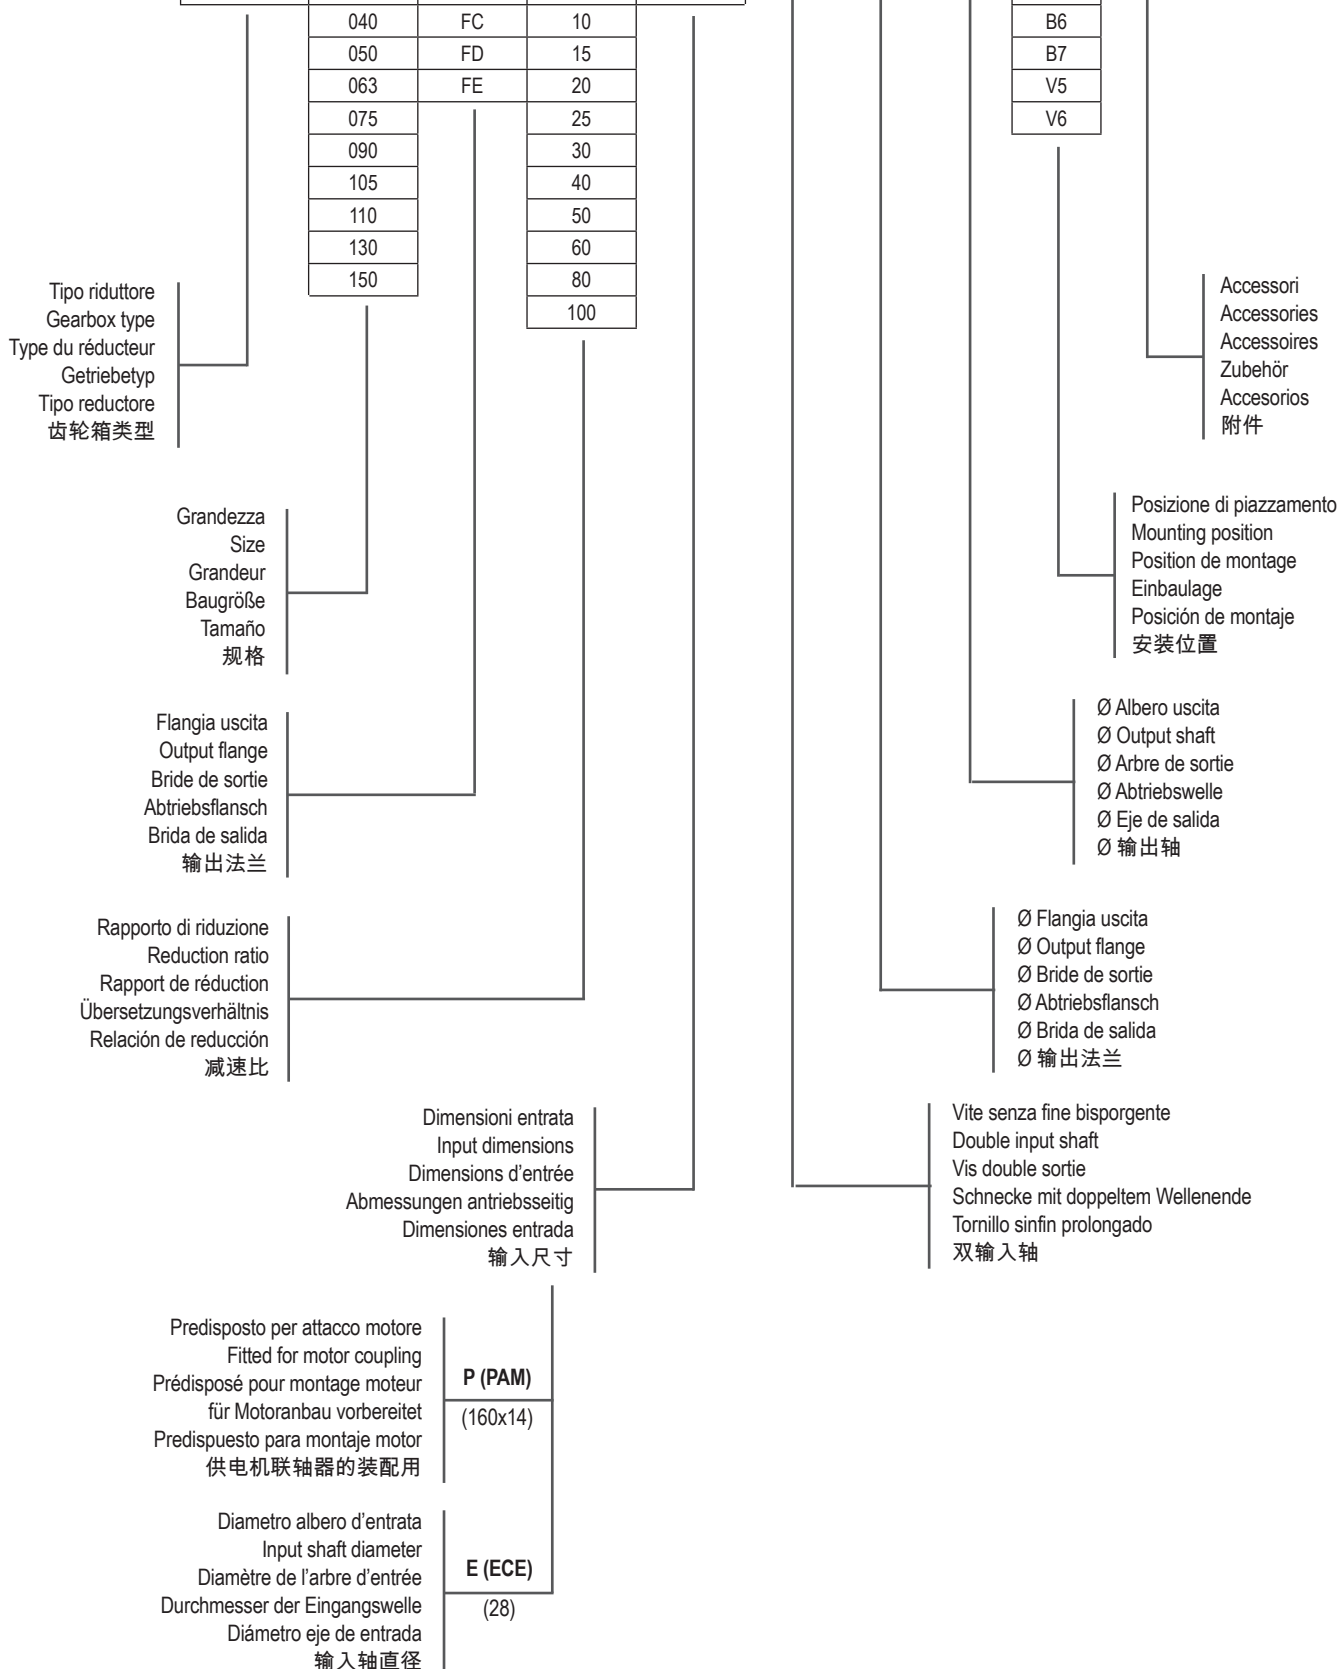 040 FC 10 B6
050 FD 15 B7
063 FE 20 V5
075 25 V6
090 30
105 40
110 50
130 60
150 80
100
Tipo riduttore
Gearbox type
Type du réducteur
Getriebetyp
Tipo reductore
齿轮箱类型
Accessori
Accessories
Accessoires
Zubehör
Accesorios
附件
Grandezza
Size
Grandeur
Baugröße
Tamaño
规格
Posizione di piazzamento
Mounting position
Position de montage
Einbaulage
Posición de montaje
安装位置
Flangia uscita
Output flange
Bride de sortie
Abtriebsflansch
Brida de salida
输出法兰
Ø Albero uscita
Ø Output shaft
Ø Arbre de sortie
Ø Abtriebswelle
Ø Eje de salida
Ø 输出轴
Rapporto di riduzione
Reduction ratio
Rapport de réduction
Übersetzungsverhältnis
Relación de reducción
减速比
Ø Flangia uscita
Ø Output flange
Ø Bride de sortie
Ø Abtriebsflansch
Ø Brida de salida
Ø 输出法兰
Dimensioni entrata
Input dimensions
Dimensions d’entrée
Abmessungen antriebsseitig
Dimensiones entrada
输入尺寸
Vite senza fine bisporgente
Double input shaft
Vis double sortie
Schnecke mit doppeltem Wellenende
Tornillo sinfin prolongado
双输入轴
Predisposto per attacco motore
Fitted for motor coupling
Prédisposé pour montage moteur
für Motoranbau vorbereitet
Predispuesto para montaje motor
供电机联轴器的装配用
P (PAM)
(160x14)
Diametro albero d’entrata
Input shaft diameter
Diamètre de l’arbre d’entrée
Durchmesser der Eingangswelle
Diámetro eje de entrada
输入轴直径
E (ECE)
(28)